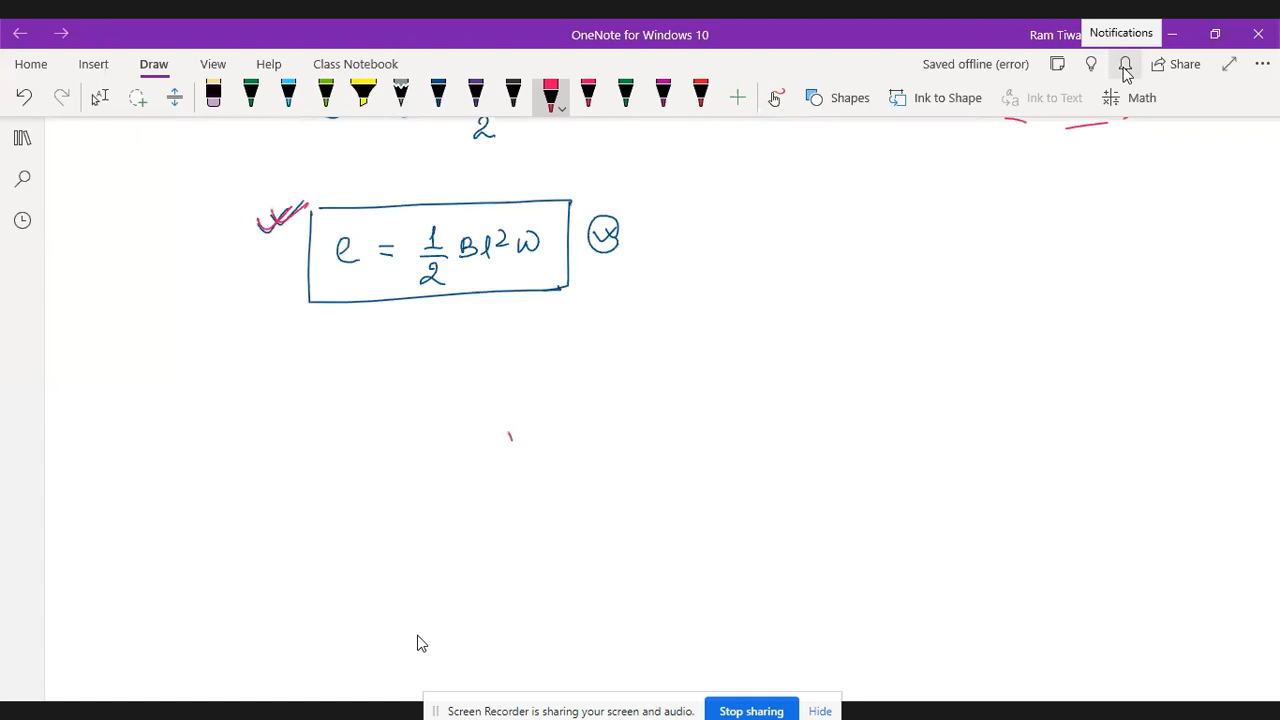 OneNote for Windows 10
Ram Tiwa
Notifications
Home Insert Draw View Help Class Notebook
Saved offline (error)
Share
Shapes
Ink to Shape
Ink to Text
Math
2
e = 1/2 Bl²ω
Screen Recorder is sharing your screen and audio.
Stop sharing
Hide